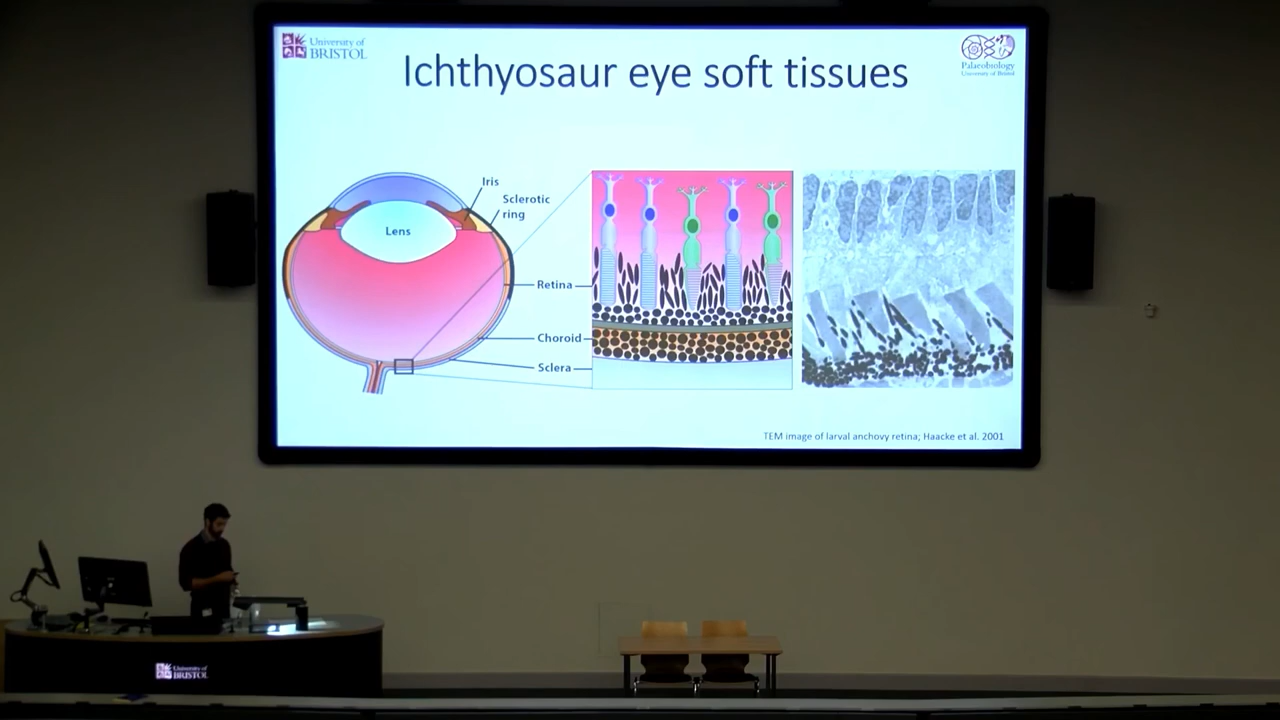 University of
BRISTOL
Ichthyosaur eye soft tissues
Palaeobiology
University of Bristol
Iris
Sclerotic
ring
Lens
Retina
Choroid
Sclera
TEM image of larval anchovy retina; Haacke et al. 2001
University of
BRISTOL